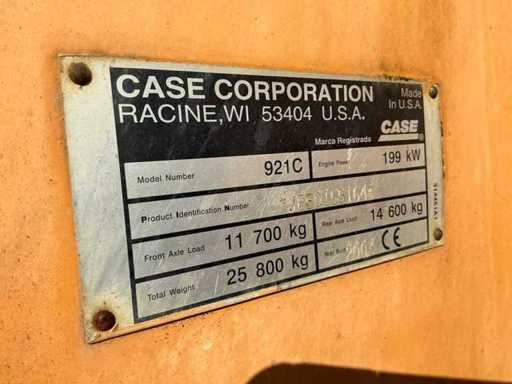 CASE CORPORATION
RACINE, WI 53404 U.S.A.
Made
In U.S.A.
Marca Registrada
CASE
Model Number 921C
Engine Power 199 kW
Product Identification Number
Front Axle Load 11 700 kg
Rear Axle Load 14 600 kg
Total Weight 25 800 kg
Year Built
CE